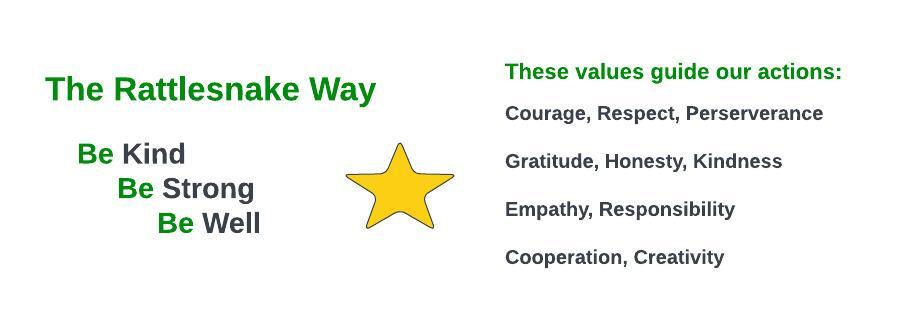 The Rattlesnake Way
Be Kind
Be Strong
Be Well
These values guide our actions:
Courage, Respect, Perserverance
Gratitude, Honesty, Kindness
Empathy, Responsibility
Cooperation, Creativity